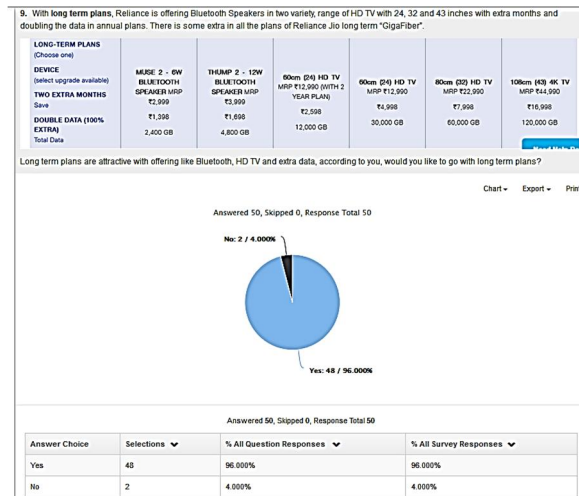 9. With long term plans, Reliance is offering Bluetooth Speakers in two variety, range of HD TV with 24, 32 and 43 inches with extra months and
doubling the data in annual plans. There is some extra in all the plans of Reliance Jio long term “GigaFiber”.
LONG-TERM PLANS
(Choose one)
DEVICE
(select upgrade available)
TWO EXTRA MONTHS
Save
DOUBLE DATA (100%
EXTRA)
Total Data
MUSE 2 - 6W
BLUETOOTH
SPEAKER MRP
₹2,999
₹1,398
2,400 GB
THUMP 2 - 12W
BLUETOOTH
SPEAKER MRP
₹3,999
₹1,698
4,800 GB
60cm (24) HD TV
MRP ₹12,990 (WITH 2
YEAR PLAN)
₹2,598
12,000 GB
60cm (24) HD TV
MRP ₹12,990
₹4,998
30,000 GB
80cm (32) HD TV
MRP ₹22,990
₹7,998
60,000 GB
108cm (43) 4K TV
MRP ₹44,990
₹16,998
120,000 GB
Long term plans are attractive with offering like Bluetooth, HD TV and extra data, according to you, would you like to go with long term plans?
Chart Export Prin
Answered 50, Skipped 0, Response Total 50
No: 2 / 4.000%
Yes: 48 / 96.000%
Answered 50, Skipped 0, Response Total 50
Answer Choice Selections % All Question Responses % All Survey Responses
Yes 48 96.000% 96.000%
No 2 4.000% 4.000%